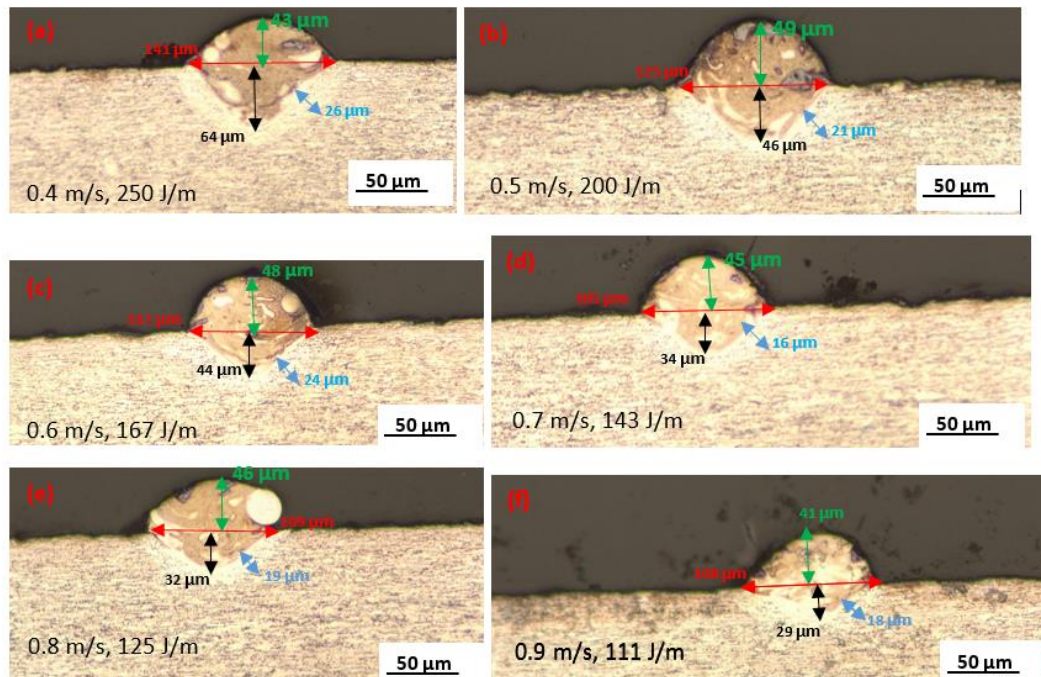 (a)
43 µm
141 µm
26 µm
64 µm
0.4 m/s, 250 J/m
50 µm
(b)
49 µm
125 µm
21 µm
46 µm
0.5 m/s, 200 J/m
50 µm
(c)
48 µm
24 µm
44 µm
0.6 m/s, 167 J/m
50 µm
(d)
45 µm
16 µm
34 µm
0.7 m/s, 143 J/m
50 µm
(e)
46 µm
19 µm
32 µm
0.8 m/s, 125 J/m
50 µm
(f)
41 µm
18 µm
29 µm
0.9 m/s, 111 J/m
50 µm